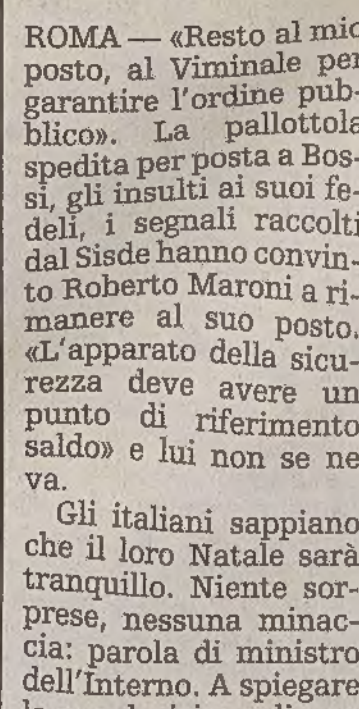 ROMA — «Resto al mio
posto, al Viminale per
garantire l'ordine pub-
blico». La pallottola
spedita per posta a Bos-
si, gli insulti ai suoi fe-
deli, i segnali raccolti
dal Sisde hanno convin-
to Roberto Maroni a ri-
manere al suo posto.
«L'apparato della sicu-
rezza deve avere un
punto di riferimento
saldo» e lui non se ne
va.
Gli italiani sappiano
che il loro Natale sarà
tranquillo. Niente sor-
prese, nessuna minac-
cia: parola di ministro
dell'Interno. A spiegare